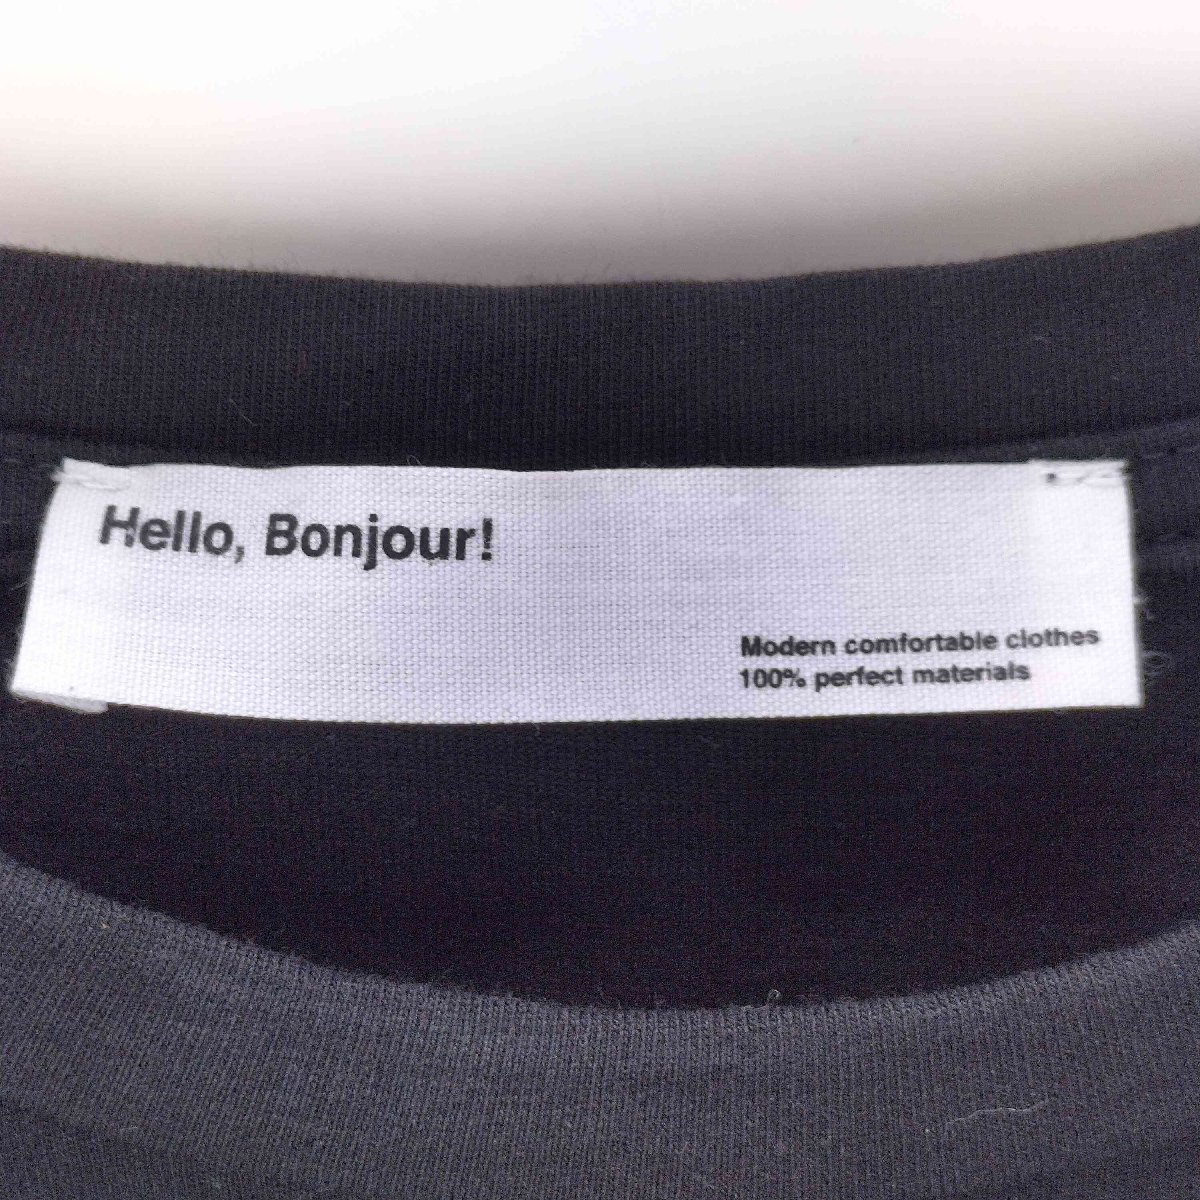 Hello, Bonjour!
Modern comfortable clothes
100% perfect materials